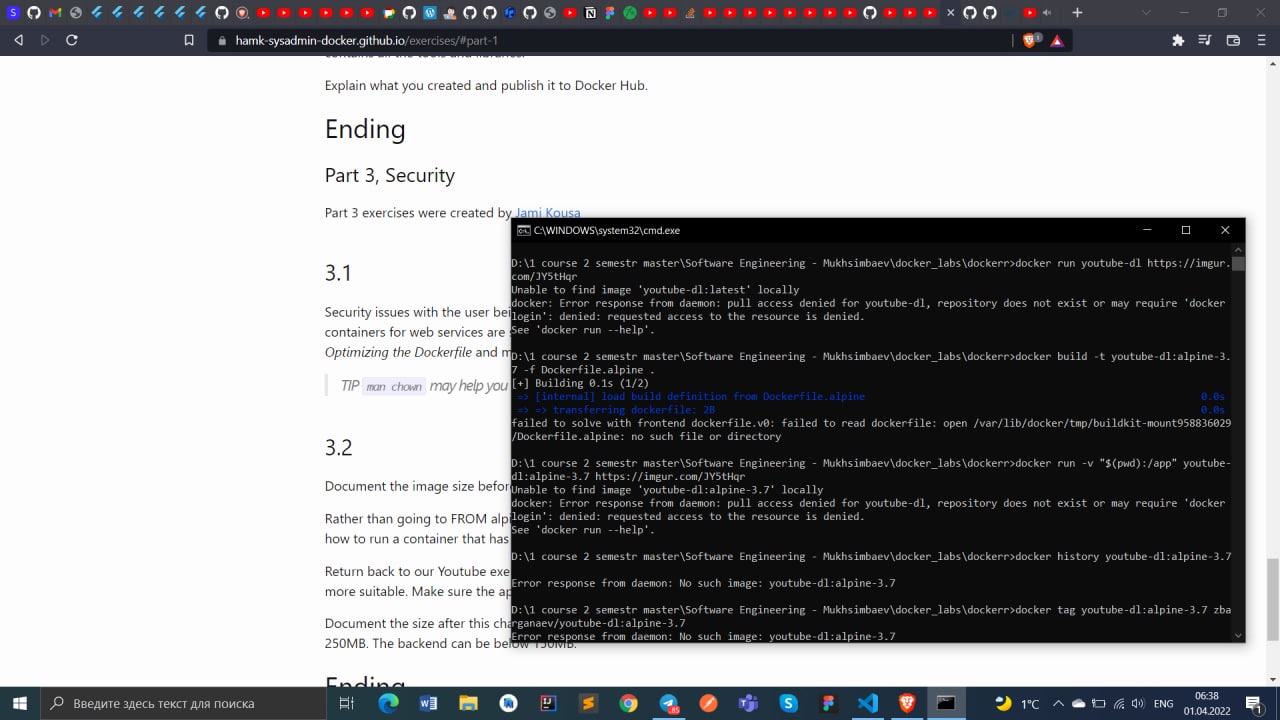 hamk-sysadmin-docker.github.io/exercises/#part-1
Explain what you created and publish it to Docker Hub.
Ending
Part 3, Security
Part 3 exercises were created by Jami Kousa
3.1
Security issues with the user bei
containers for web services are
Optimizing the Dockerfile and m
TIP man chown may help you
3.2
Document the image size befor
Rather than going to FROM alpi
how to run a container that has
Return back to our Youtube exe
more suitable. Make sure the ap
Document the size after this cha
250MB. The backend can be below 150MB.
Ending
C:\WINDOWS\system32\cmd.exe
D:\1 course 2 semestr master\Software Engineering - Mukhsimbaev\docker_labs\dockerr>docker run youtube-dl https://imgur.
com/JY5tHqr
Unable to find image 'youtube-dl:latest' locally
docker: Error response from daemon: pull access denied for youtube-dl, repository does not exist or may require 'docker
login': denied: requested access to the resource is denied.
See 'docker run --help'.
D:\1 course 2 semestr master\Software Engineering - Mukhsimbaev\docker_labs\dockerr>docker build -t youtube-dl:alpine-3.
7 -f Dockerfile.alpine .
[+] Building 0.1s (1/2)
=> [internal] load build definition from Dockerfile.alpine 0.0s
=> => transferring dockerfile: 2B 0.0s
failed to solve with frontend dockerfile.v0: failed to read dockerfile: open /var/lib/docker/tmp/buildkit-mount958836029
/Dockerfile.alpine: no such file or directory
D:\1 course 2 semestr master\Software Engineering - Mukhsimbaev\docker_labs\dockerr>docker run -v "$(pwd):/app" youtube-
dl:alpine-3.7 https://imgur.com/JY5tHqr
Unable to find image 'youtube-dl:alpine-3.7' locally
docker: Error response from daemon: pull access denied for youtube-dl, repository does not exist or may require 'docker
login': denied: requested access to the resource is denied.
See 'docker run --help'.
D:\1 course 2 semestr master\Software Engineering - Mukhsimbaev\docker_labs\dockerr>docker history youtube-dl:alpine-3.7
Error response from daemon: No such image: youtube-dl:alpine-3.7
D:\1 course 2 semestr master\Software Engineering - Mukhsimbaev\docker_labs\dockerr>docker tag youtube-dl:alpine-3.7 zba
rganaev/youtube-dl:alpine-3.7
Error response from daemon: No such image: youtube-dl:alpine-3.7
Введите здесь текст для поиска
1°C
ENG
06:38
01.04.2022